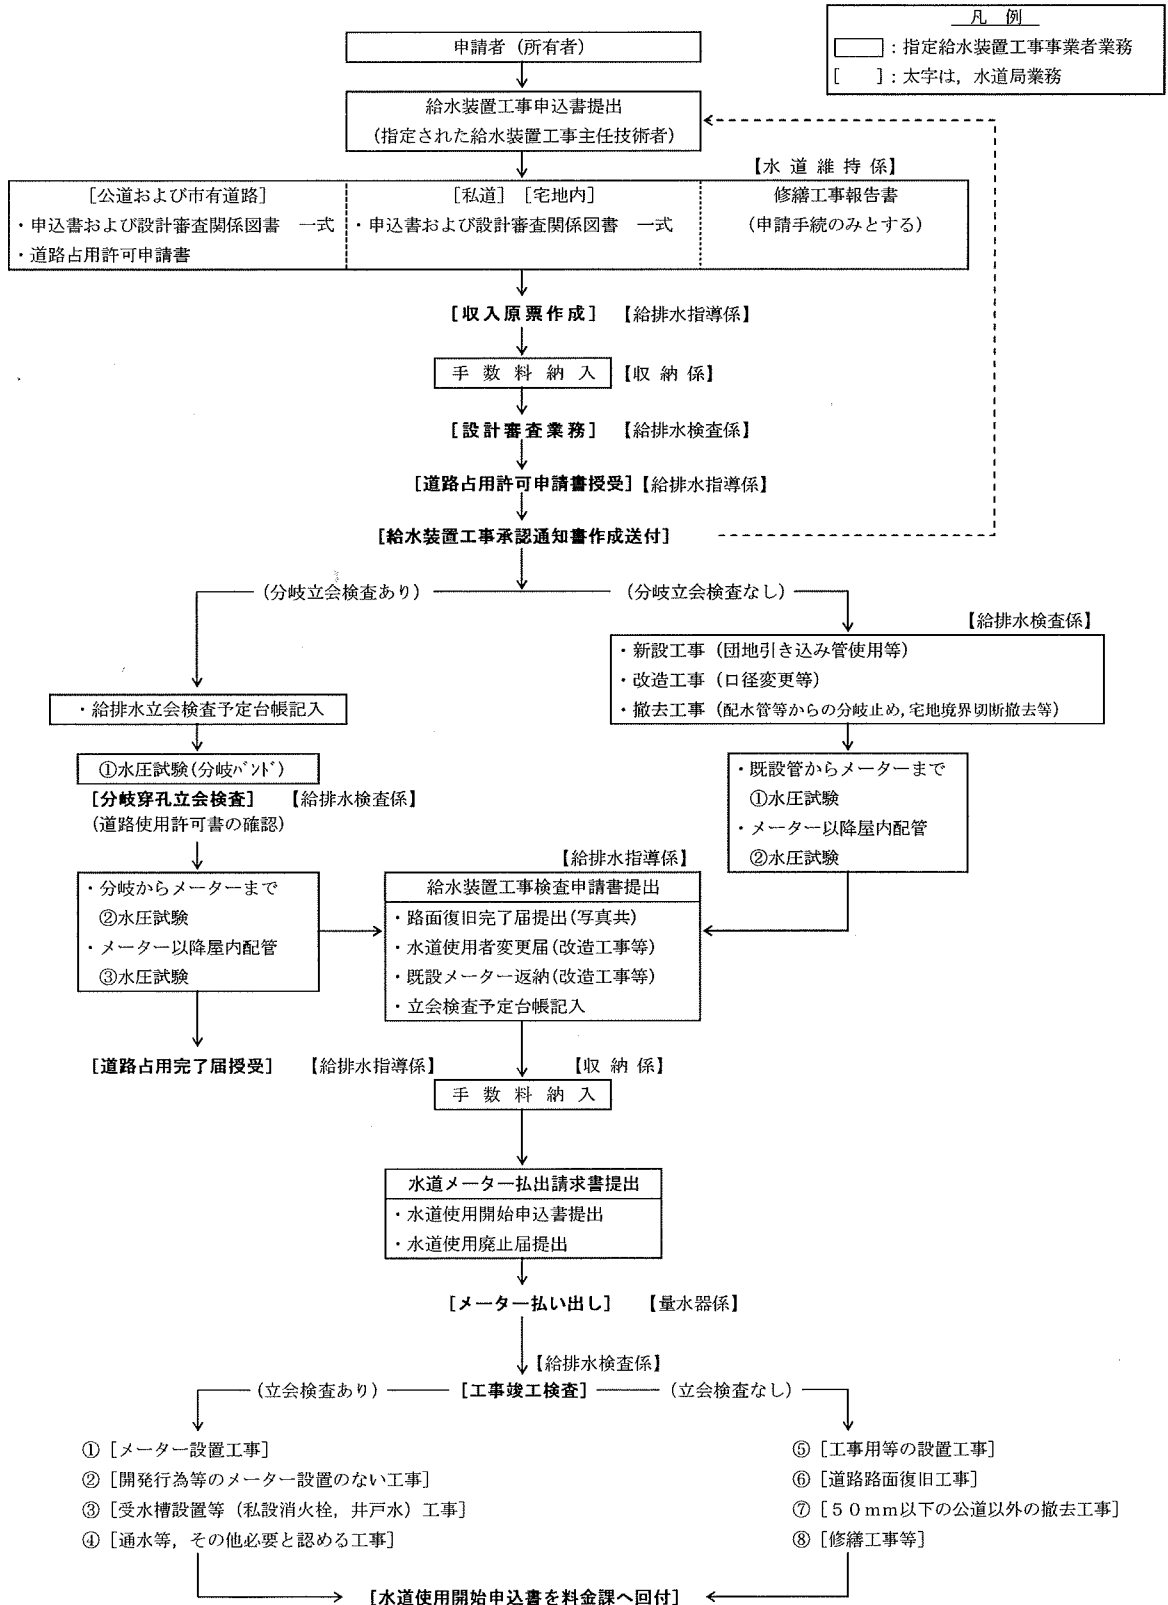 凡 例
：指定給水装置工事事業者業務
[ ]：太字は，水道局業務
申請者（所有者）
給水装置工事申込書提出
（指定された給水装置工事主任技術者）
【水 道 維 持 係】
[公道および市有道路]
・申込書および設計審査関係図書 一式
・道路占用許可申請書
[私道] [宅地内]
・申込書および設計審査関係図書 一式
修繕工事報告書
（申請手続のみとする）
[収入原票作成] 【給排水指導係】
手 数 料 納 入 【収 納 係】
[設計審査業務] 【給排水検査係】
[道路占用許可申請書授受]【給排水指導係】
[給水装置工事承認通知書作成送付]
（分岐立会検査あり） （分岐立会検査なし）
【給排水検査係】
・新設工事（団地引き込み管使用等）
・改造工事（口径変更等）
・撤去工事（配水管等からの分岐止め，宅地境界切断撤去等）
・給排水立会検査予定台帳記入
①水圧試験（分岐ﾊﾞﾝﾄﾞ）
[分岐穿孔立会検査] 【給排水検査係】
（道路使用許可書の確認）
・既設管からメーターまで
①水圧試験
・メーター以降屋内配管
②水圧試験
・分岐からメーターまで
②水圧試験
・メーター以降屋内配管
③水圧試験
【給排水指導係】
給水装置工事検査申請書提出
・路面復旧完了届提出（写真共）
・水道使用者変更届（改造工事等）
・既設メーター返納（改造工事等）
・立会検査予定台帳記入
[道路占用完了届授受] 【給排水指導係】
【収 納 係】
手 数 料 納 入
水道メーター払出請求書提出
・水道使用開始申込書提出
・水道使用廃止届提出
[メーター払い出し] 【量水器係】
【給排水検査係】
（立会検査あり） [工事竣工検査] （立会検査なし）
①［メーター設置工事］
②［開発行為等のメーター設置のない工事］
③［受水槽設置等（私設消火栓，井戸水）工事］
④［通水等，その他必要と認める工事］
⑤［工事用等の設置工事］
⑥［道路路面復旧工事］
⑦［５０ｍｍ以下の公道以外の撤去工事］
⑧［修繕工事等］
[水道使用開始申込書を料金課へ回付]